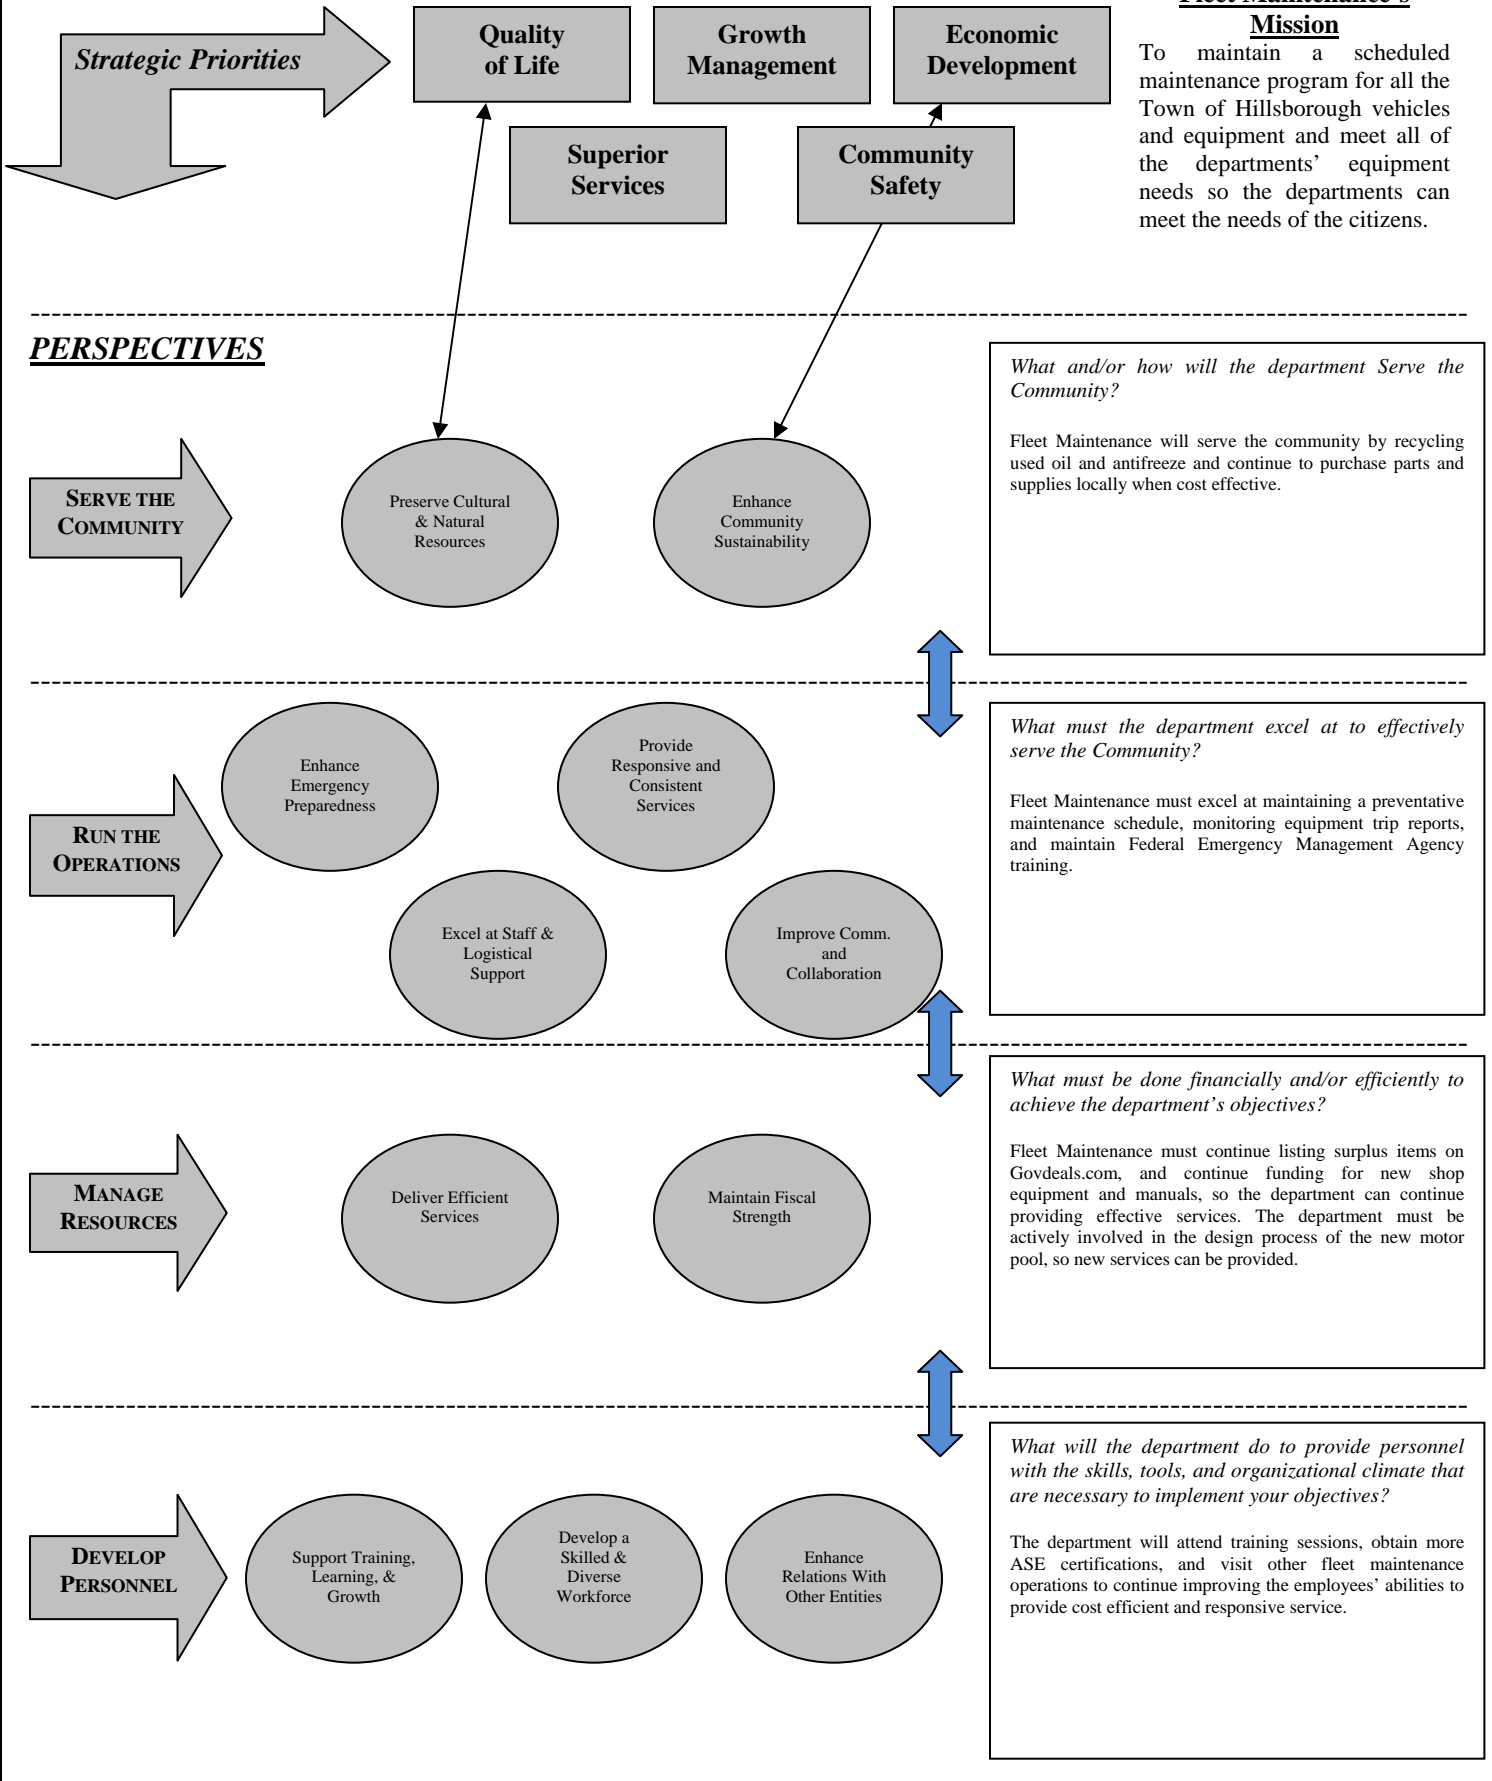 Fleet Maintenance's
Mission
To maintain a scheduled
maintenance program for all the
Town of Hillsborough vehicles
and equipment and meet all of
the departments’ equipment
needs so the departments can
meet the needs of the citizens.
Strategic Priorities
Quality
of Life
Growth
Management
Economic
Development
Superior
Services
Community
Safety
PERSPECTIVES
SERVE THE
COMMUNITY
Preserve Cultural
& Natural
Resources
Enhance
Community
Sustainability
What and/or how will the department Serve the
Community?
Fleet Maintenance will serve the community by recycling
used oil and antifreeze and continue to purchase parts and
supplies locally when cost effective.
RUN THE
OPERATIONS
Enhance
Emergency
Preparedness
Provide
Responsive and
Consistent
Services
Excel at Staff &
Logistical
Support
Improve Comm.
and
Collaboration
What must the department excel at to effectively
serve the Community?
Fleet Maintenance must excel at maintaining a preventative
maintenance schedule, monitoring equipment trip reports,
and maintain Federal Emergency Management Agency
training.
MANAGE
RESOURCES
Deliver Efficient
Services
Maintain Fiscal
Strength
What must be done financially and/or efficiently to
achieve the department’s objectives?
Fleet Maintenance must continue listing surplus items on
Govdeals.com, and continue funding for new shop
equipment and manuals, so the department can continue
providing effective services. The department must be
actively involved in the design process of the new motor
pool, so new services can be provided.
DEVELOP
PERSONNEL
Support Training,
Learning, &
Growth
Develop a
Skilled &
Diverse
Workforce
Enhance
Relations With
Other Entities
What will the department do to provide personnel
with the skills, tools, and organizational climate that
are necessary to implement your objectives?
The department will attend training sessions, obtain more
ASE certifications, and visit other fleet maintenance
operations to continue improving the employees’ abilities to
provide cost efficient and responsive service.